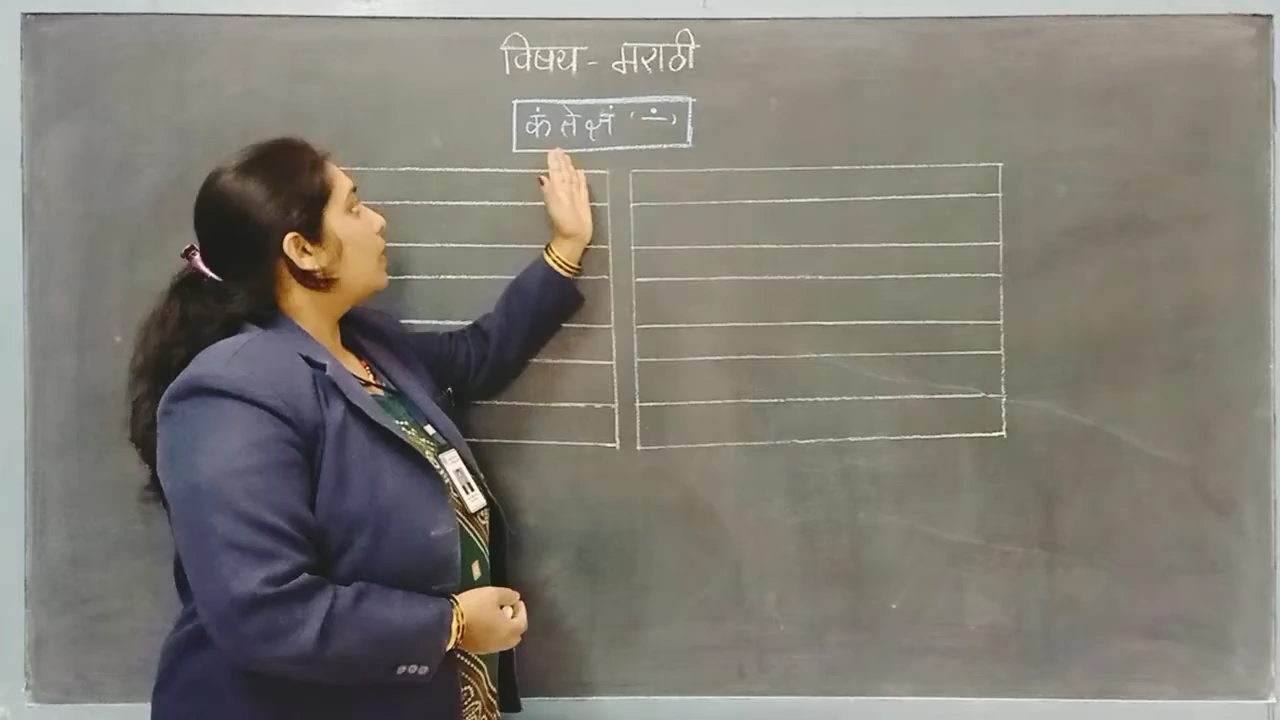 विषय - मराठी
कं ते क्षं ( ∸ )